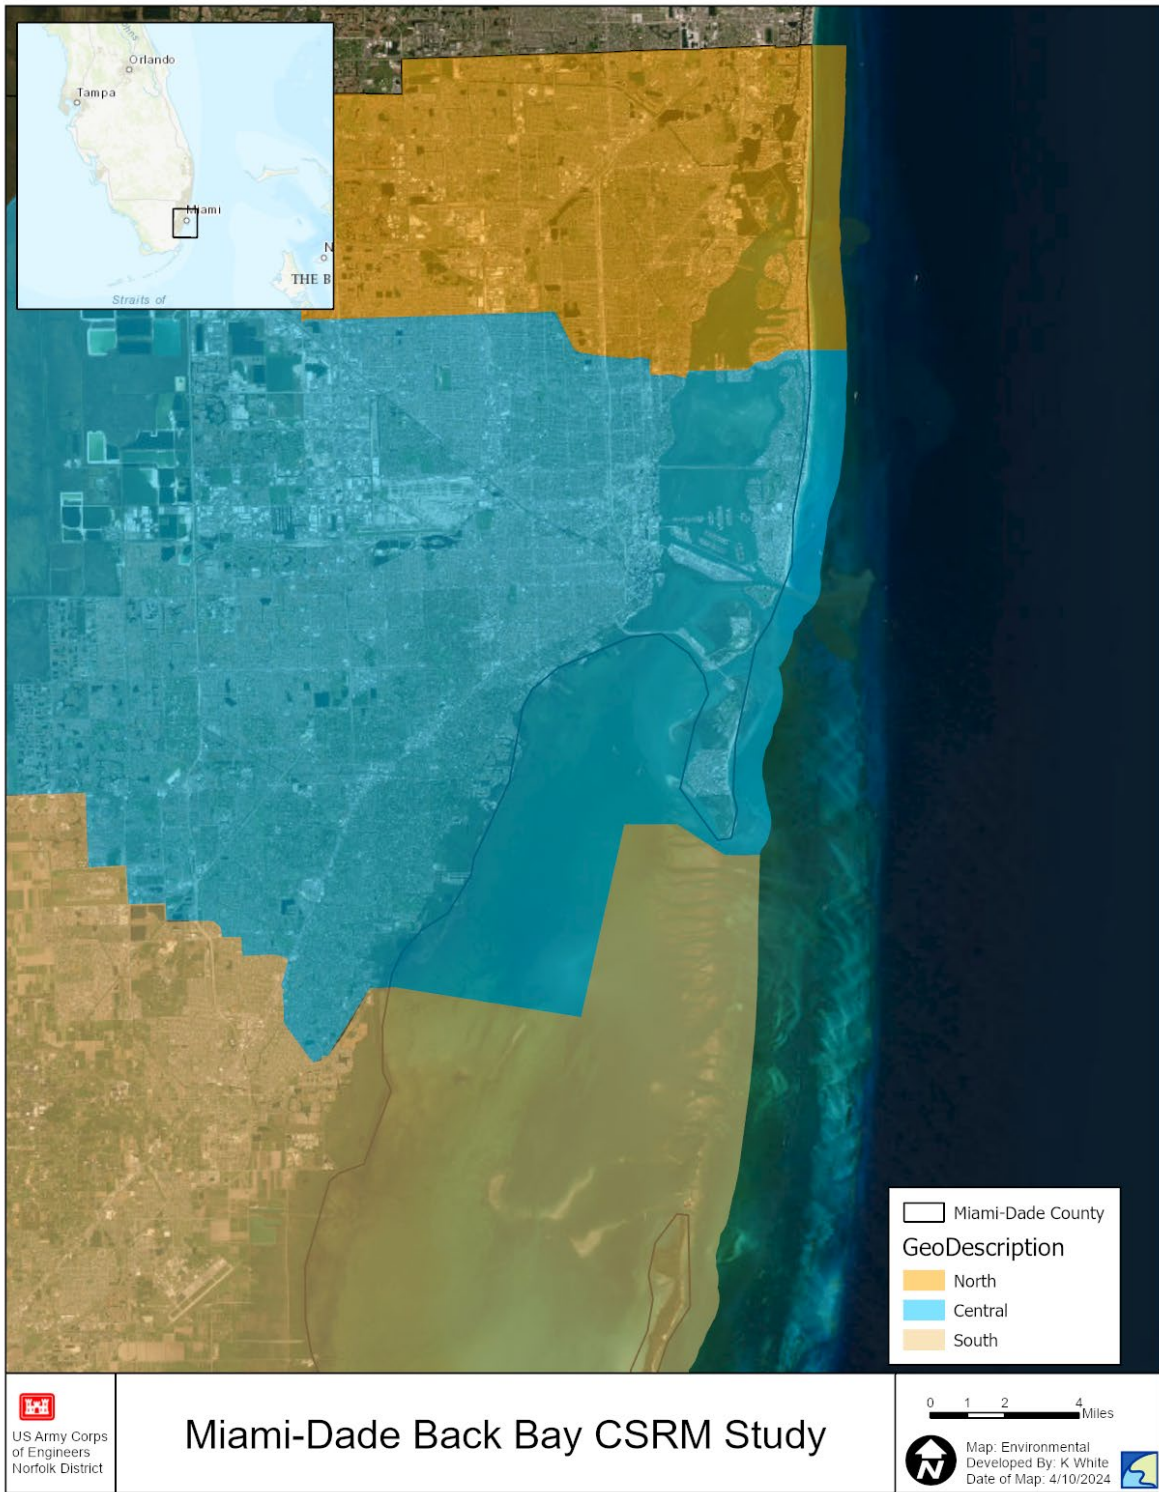 Orlando
Tampa
Miami
N
THE B
Straits of
Miami-Dade County
GeoDescription
North
Central
South
US Army Corps
of Engineers
Norfolk District
Miami-Dade Back Bay CSRM Study
0 1 2 4
Miles
N
Map: Environmental
Developed By: K White
Date of Map: 4/10/2024